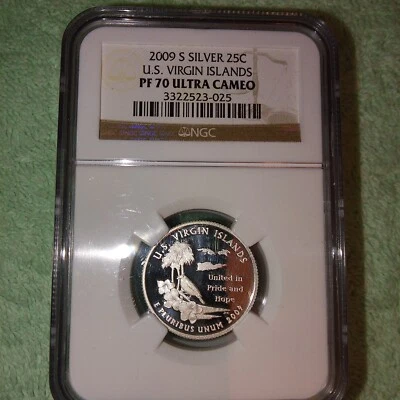 2009 S SILVER 25C
U.S. VIRGIN ISLANDS
PF 70 ULTRA CAMEO
3322523-025
NGC
U.S. VIRGIN ISLANDS
United in
Pride and
Hope
E PLURIBUS UNUM 2009